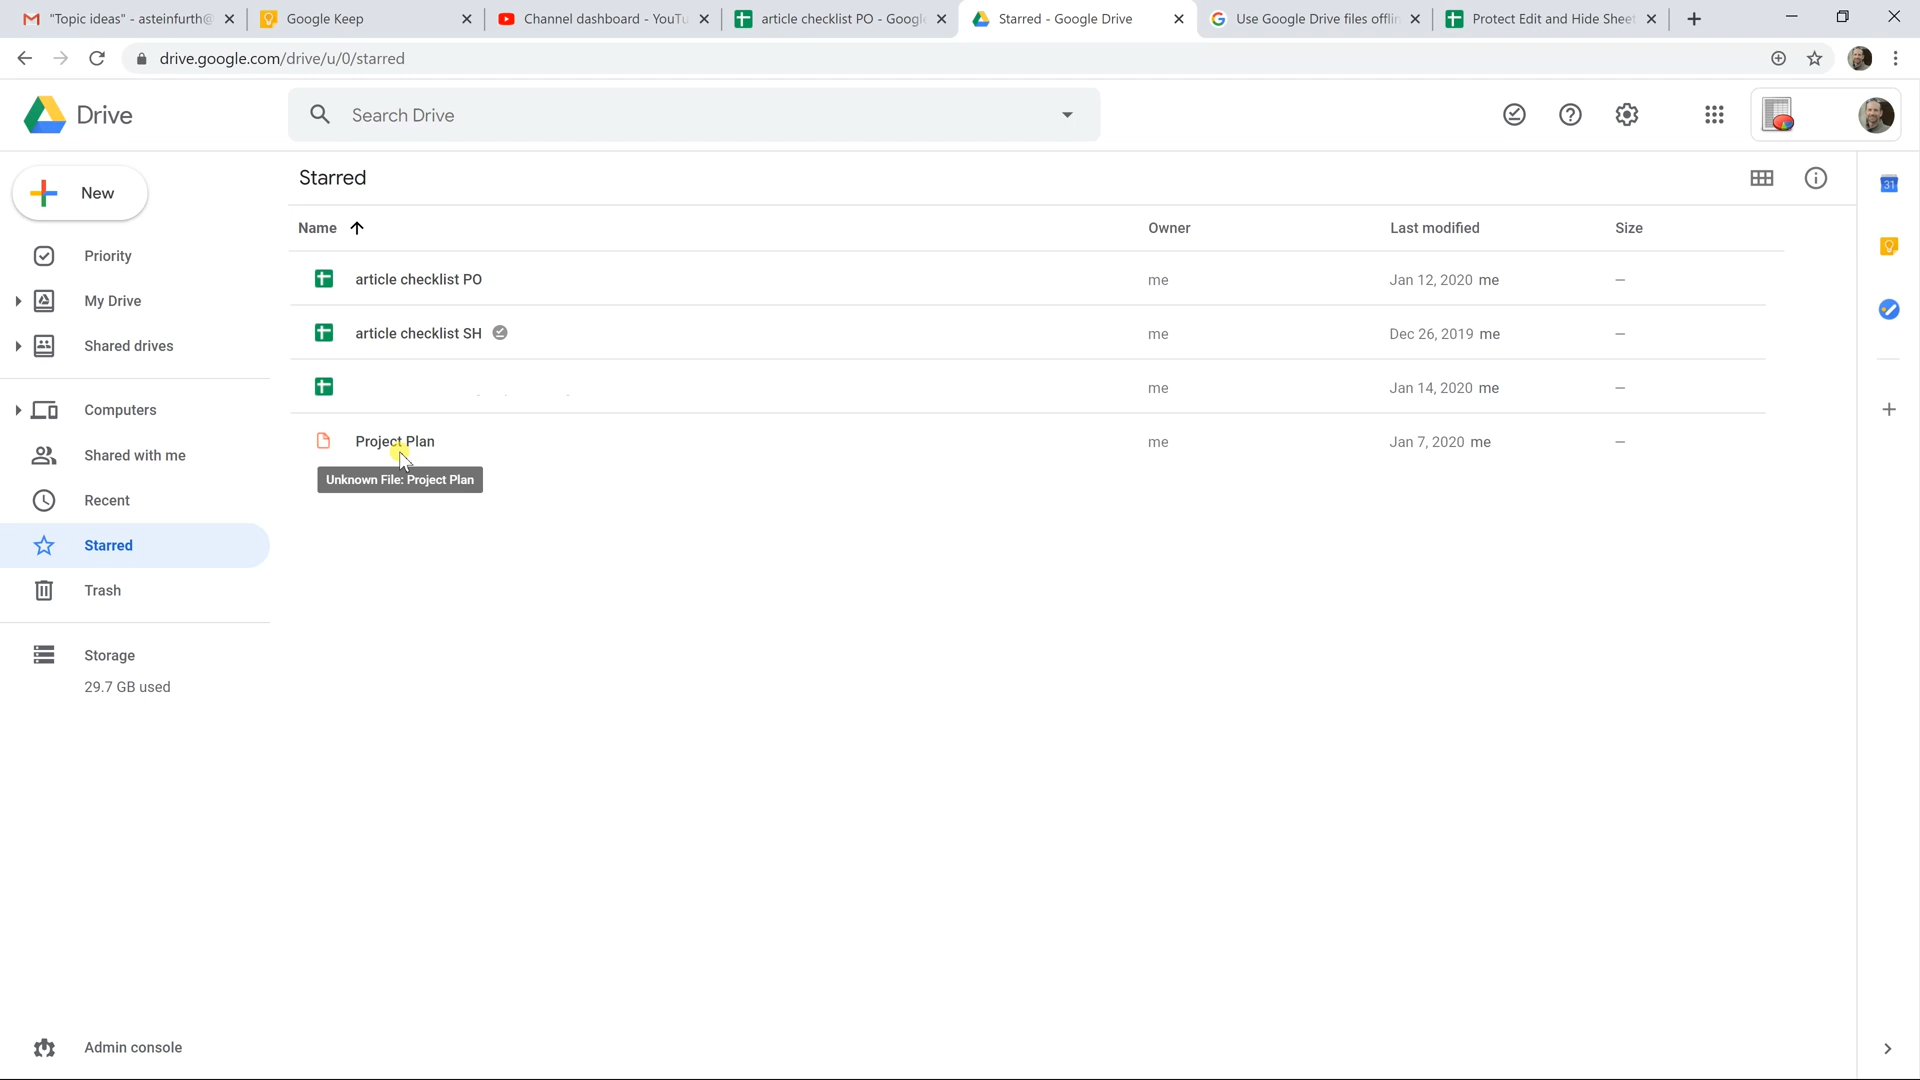 "Topic ideas" - asteinfurth@
Google Keep
Channel dashboard - YouTu
article checklist PO - Google
Starred - Google Drive
Use Google Drive files offlin
Protect Edit and Hide Sheet
drive.google.com/drive/u/0/starred
Drive
Search Drive
New
Starred
Name
Owner
Last modified
Size
Priority
article checklist PO
me
Jan 12, 2020 me
–
My Drive
article checklist SH
me
Dec 26, 2019 me
–
Shared drives
me
Jan 14, 2020 me
–
Computers
Project Plan
me
Jan 7, 2020 me
–
Unknown File: Project Plan
Shared with me
Recent
Starred
Trash
Storage
29.7 GB used
Admin console
31